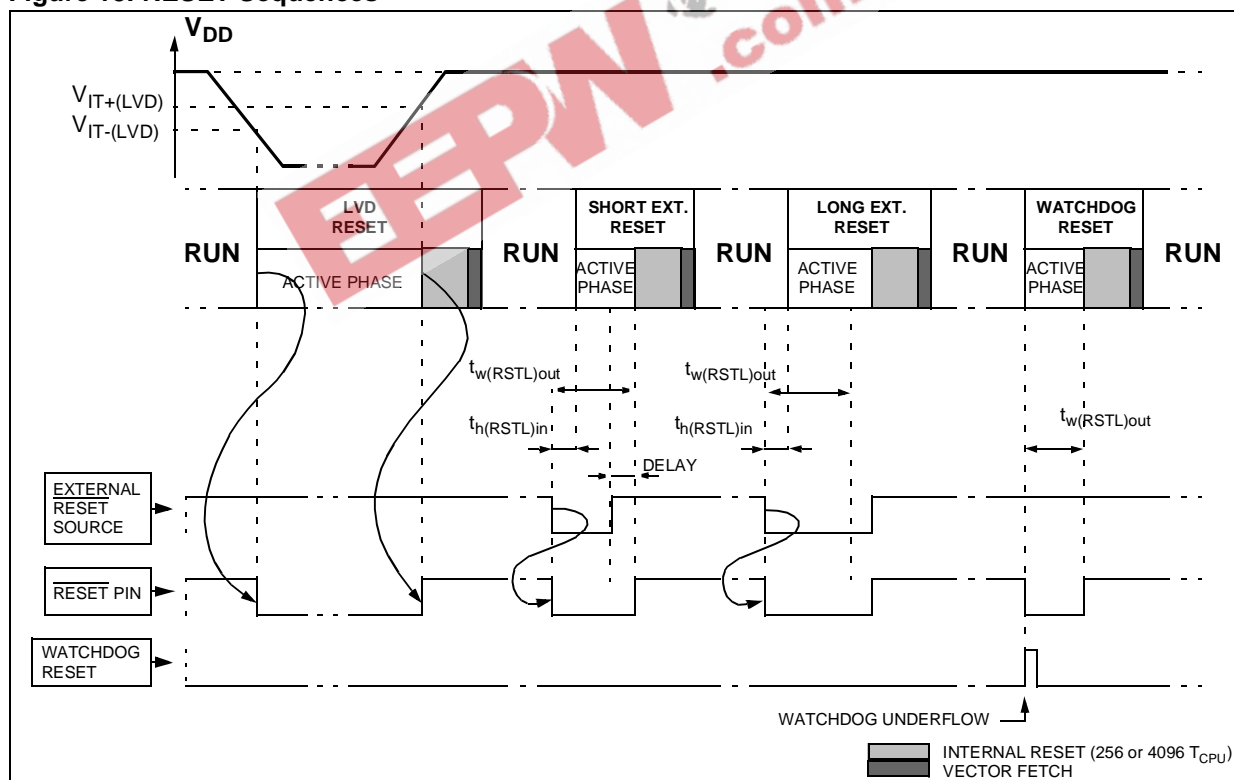 Figure 16. RESET Sequences
EEPW.com
VDD
VIT+(LVD)
VIT-(LVD)
LVD
RESET
SHORT EXT.
RESET
LONG EXT.
RESET
WATCHDOG
RESET
RUN
RUN
RUN
RUN
RUN
ACTIVE PHASE
ACTIVE
PHASE
ACTIVE
PHASE
ACTIVE
PHASE
tw(RSTL)out
tw(RSTL)out
th(RSTL)in
th(RSTL)in
tw(RSTL)out
DELAY
EXTERNAL
RESET
SOURCE
RESET PIN
WATCHDOG
RESET
WATCHDOG UNDERFLOW
INTERNAL RESET (256 or 4096 TCPU)
VECTOR FETCH